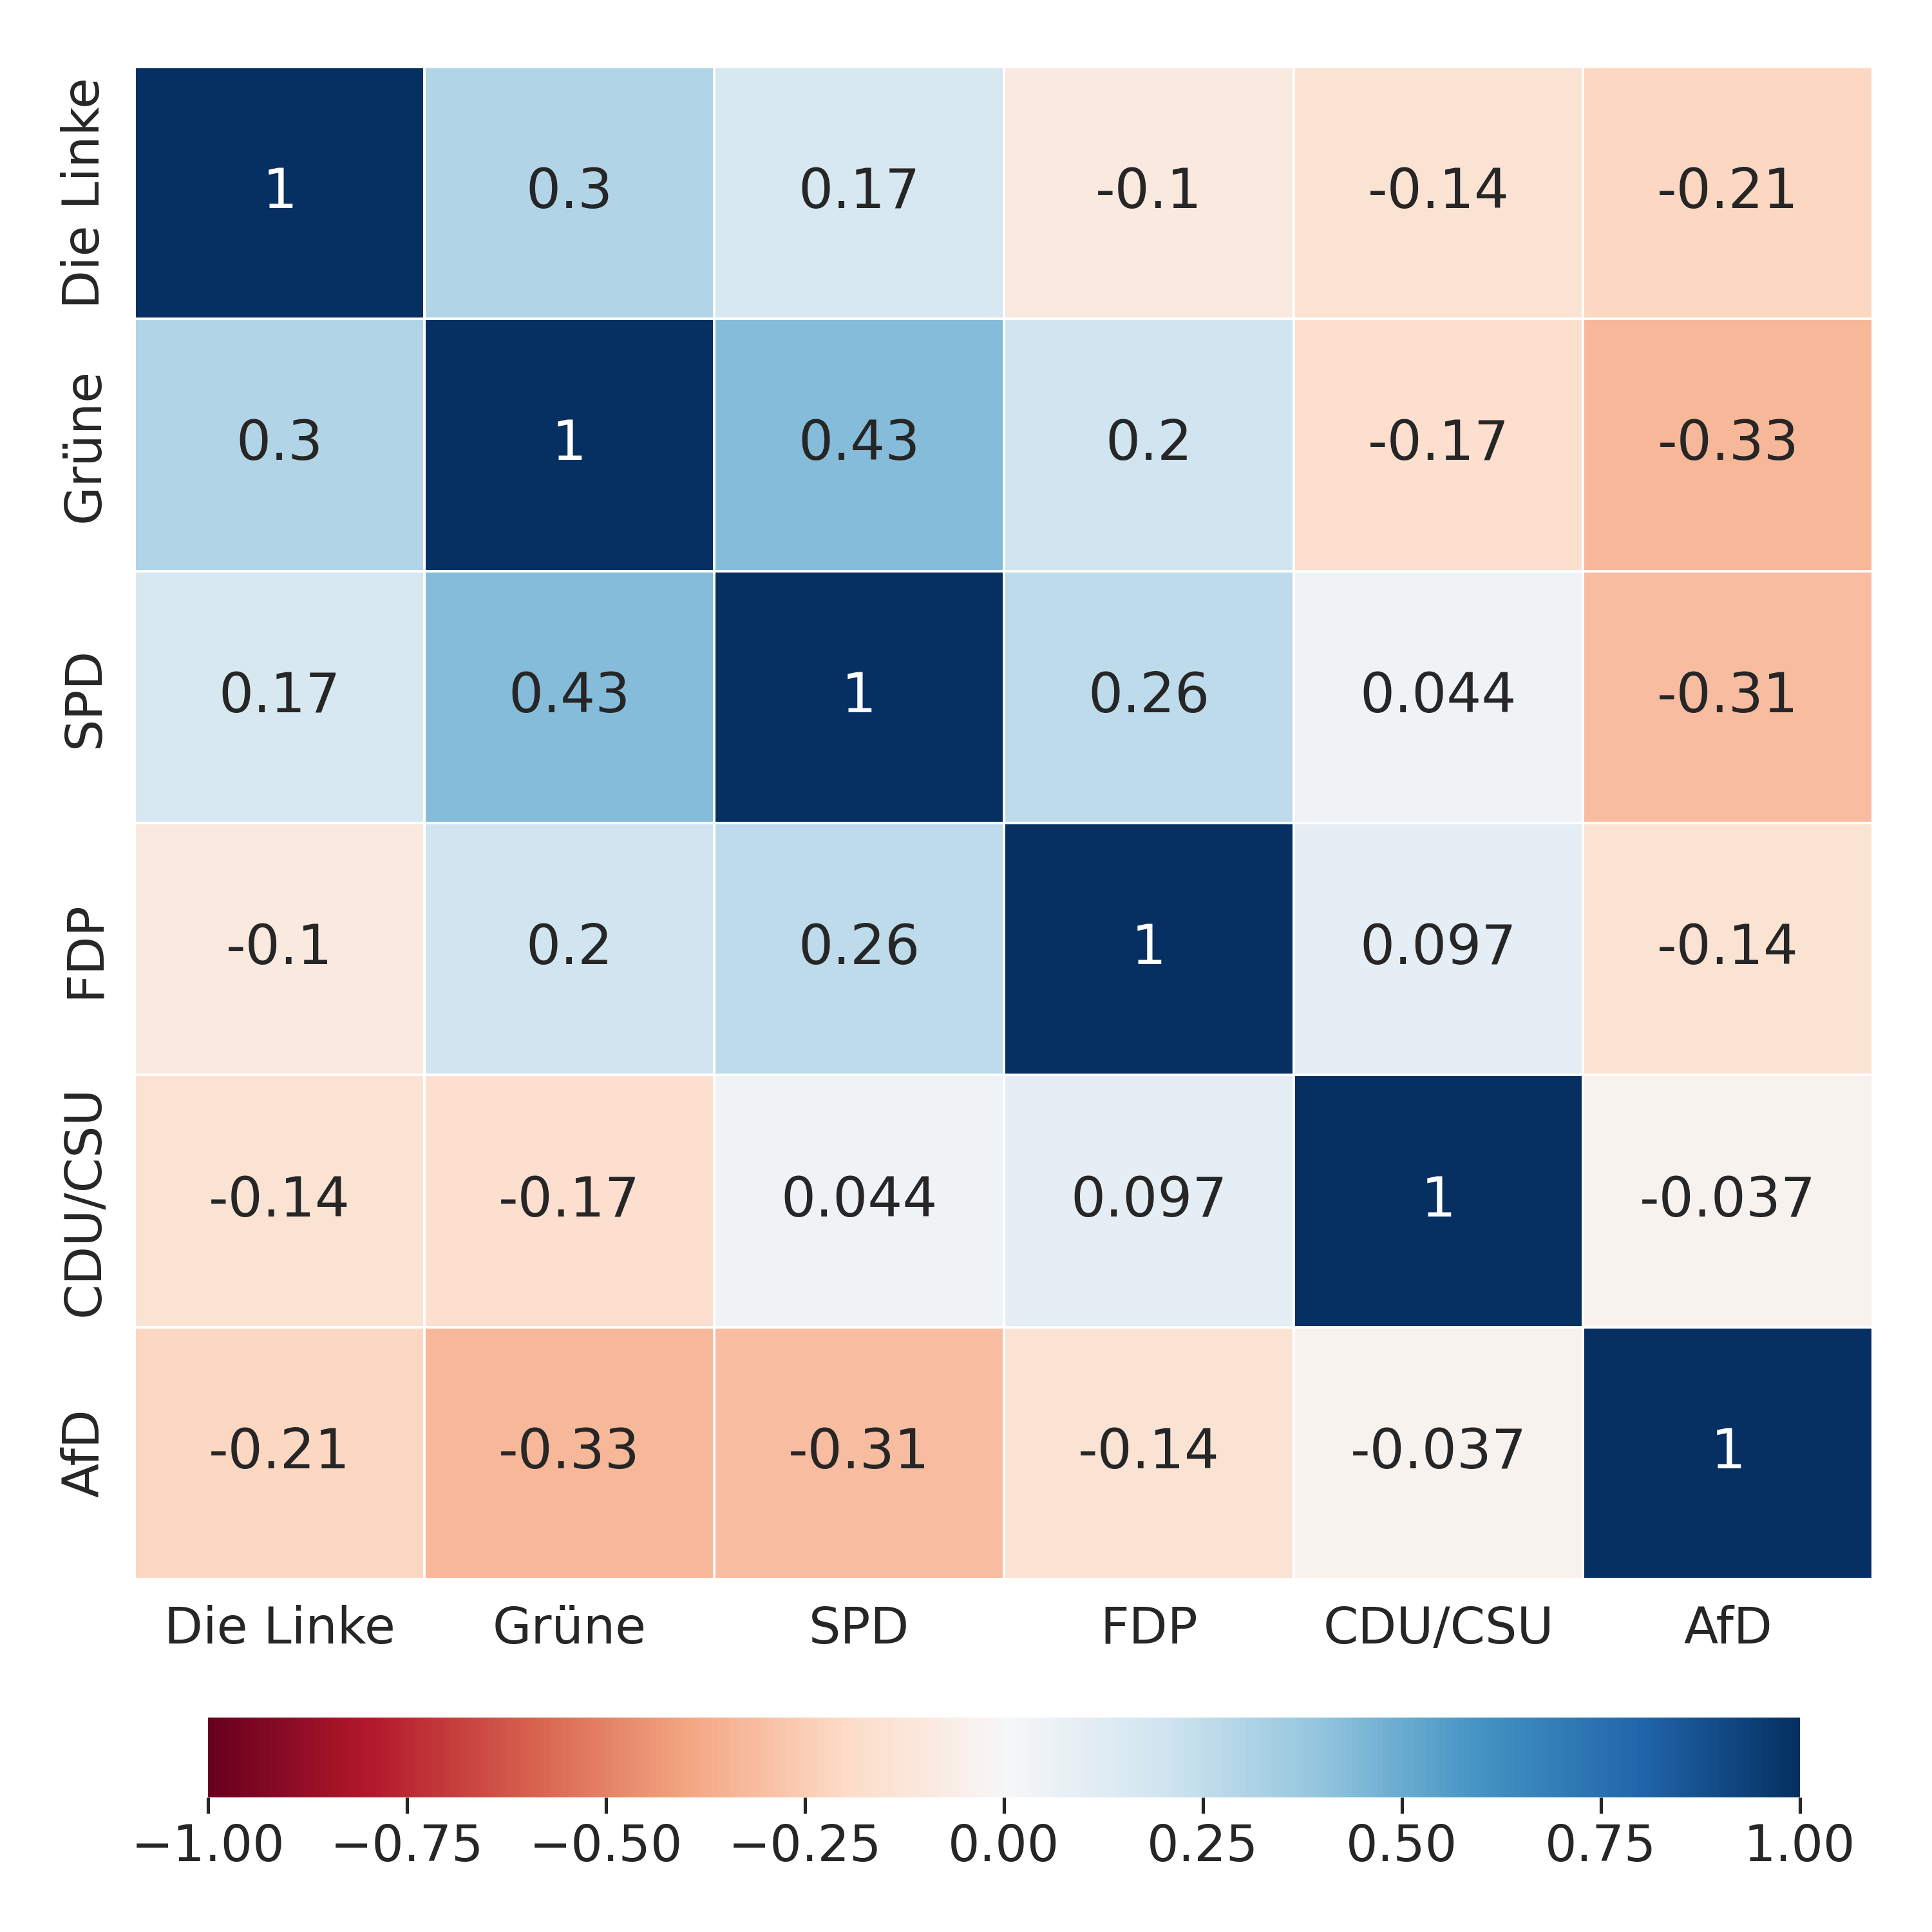 Die Linke 1 0.3 0.17 -0.1 -0.14 -0.21
Grüne 0.3 1 0.43 0.2 -0.17 -0.33
SPD 0.17 0.43 1 0.26 0.044 -0.31
FDP -0.1 0.2 0.26 1 0.097 -0.14
CDU/CSU -0.14 -0.17 0.044 0.097 1 -0.037
AfD -0.21 -0.33 -0.31 -0.14 -0.037 1
Die Linke Grüne SPD FDP CDU/CSU AfD
−1.00 −0.75 −0.50 −0.25 0.00 0.25 0.50 0.75 1.00